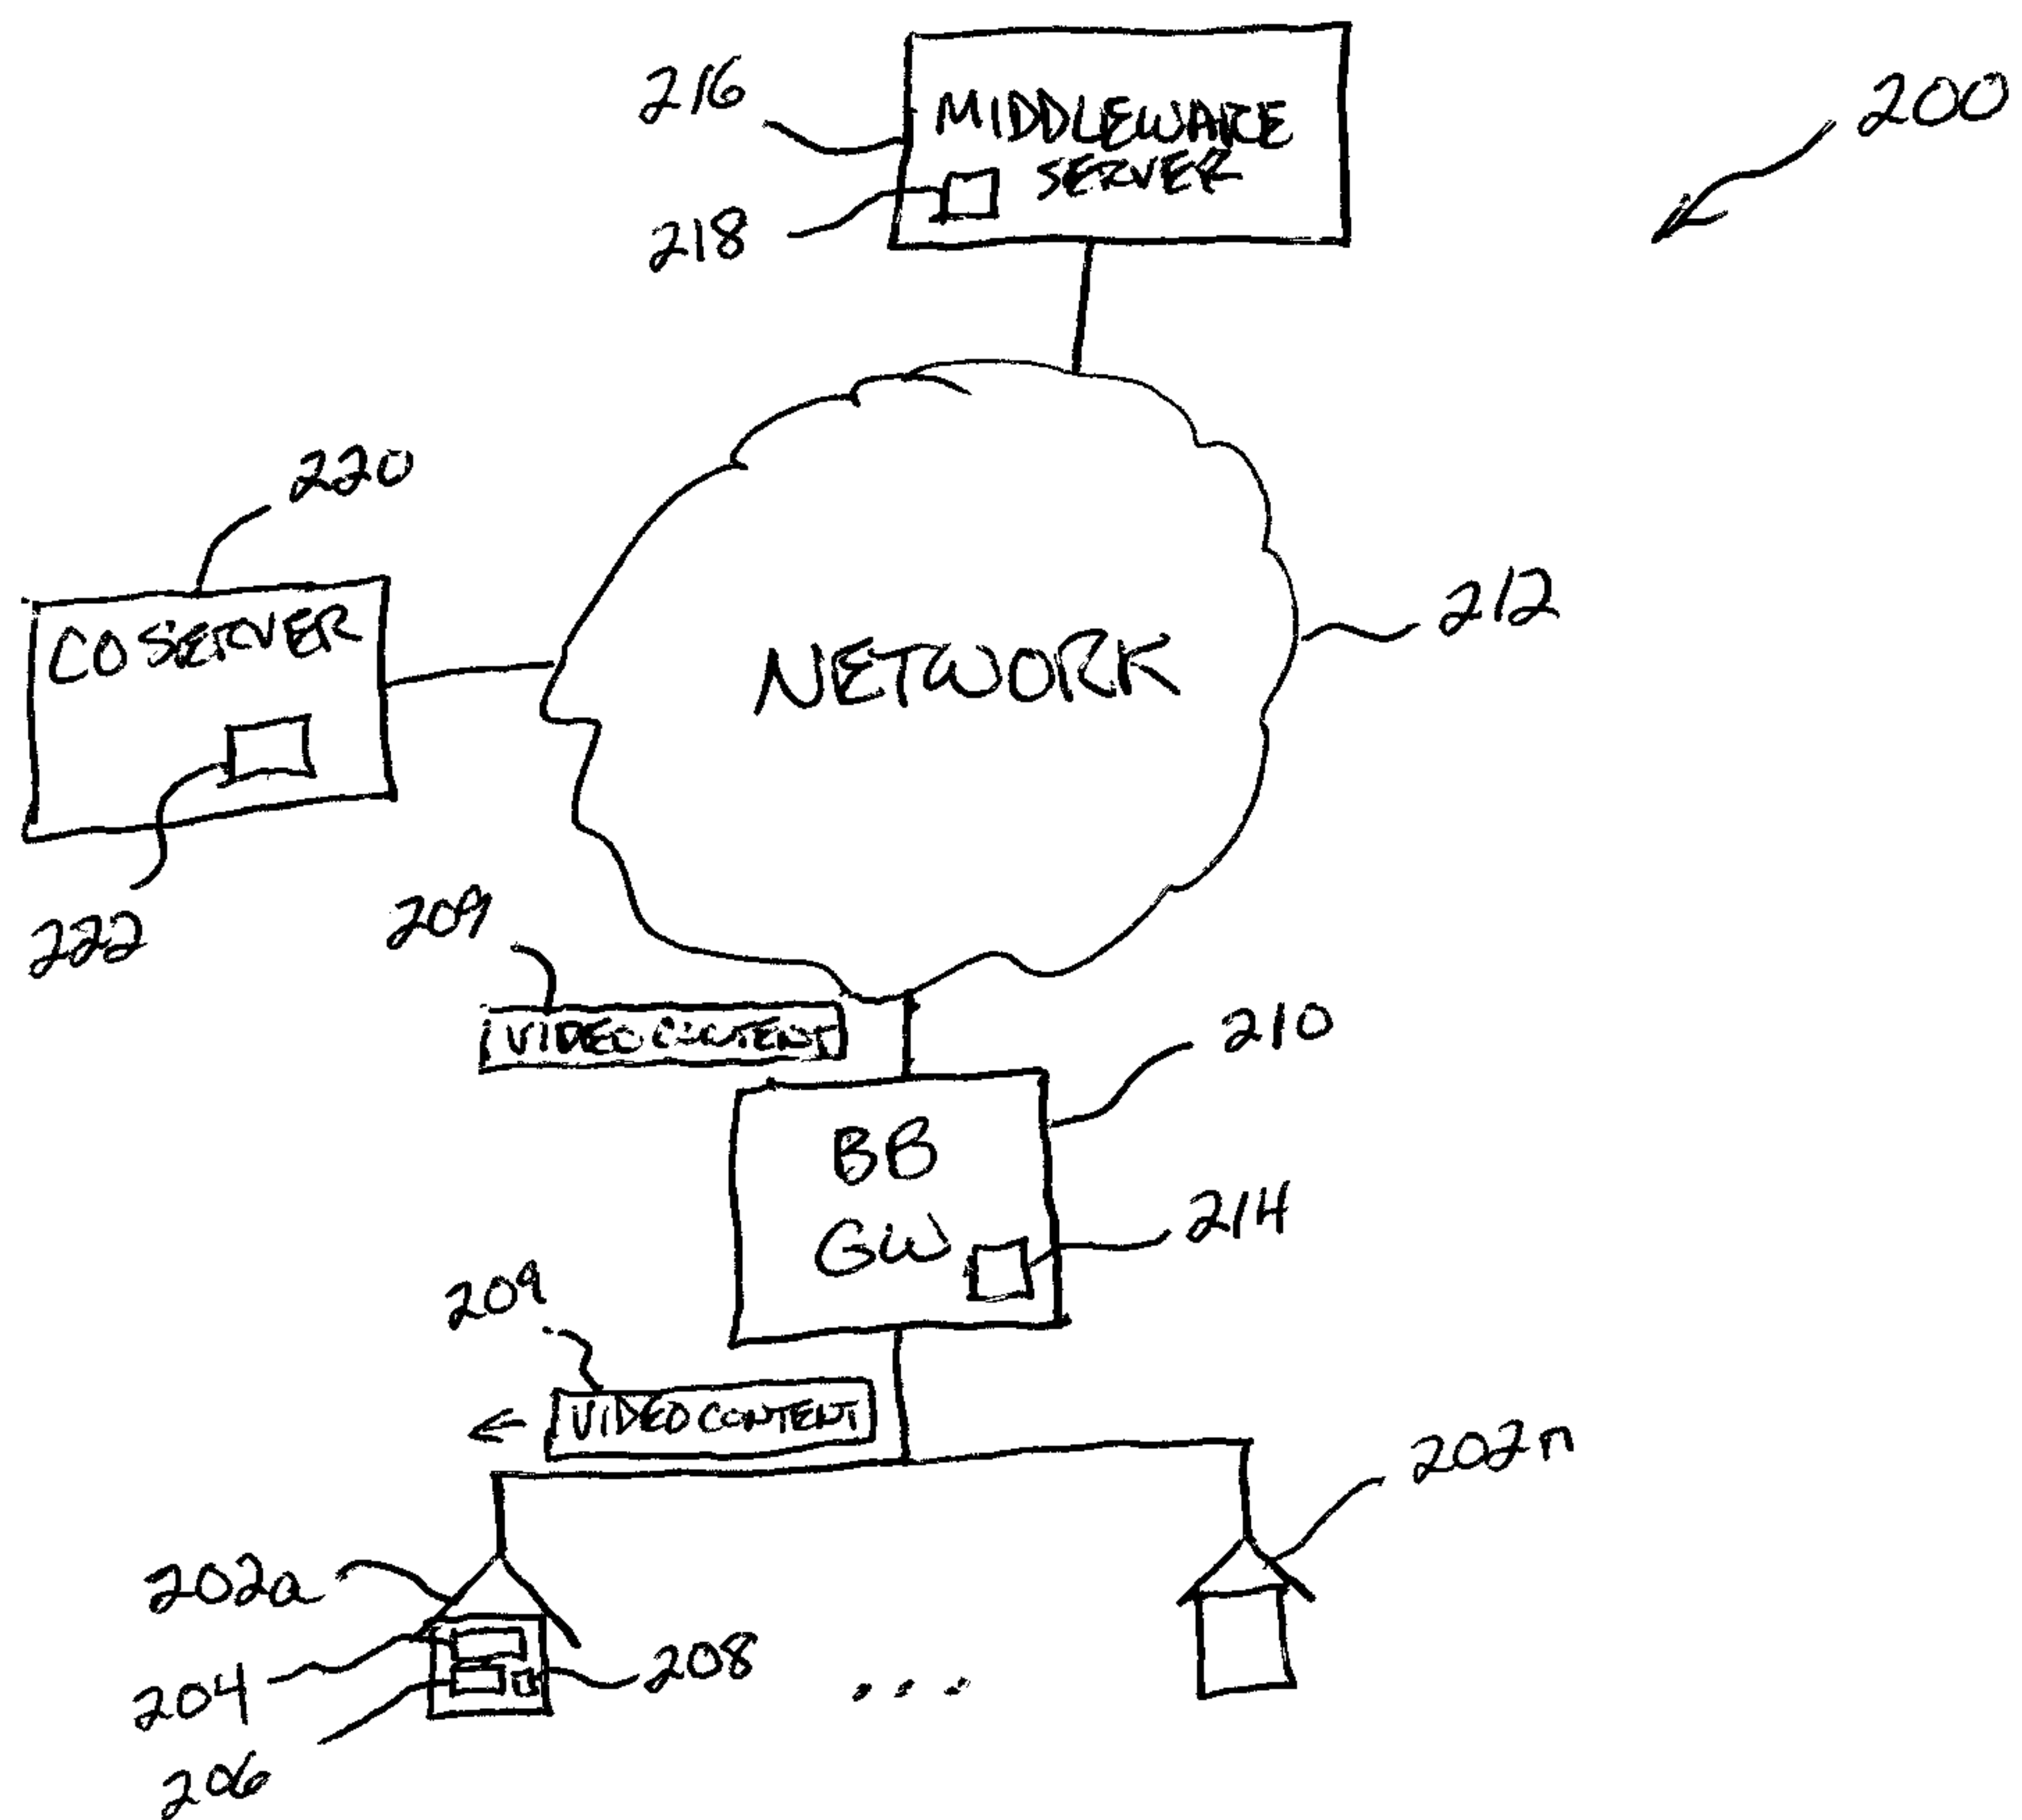 216
MIDDLEWARE
SERVER
200
218
220
CO SERVER
NETWORK
212
222
209
VIDEO CONTENT
210
BB
GW
214
209
VIDEO CONTENT
202n
202a
204
208
...
206